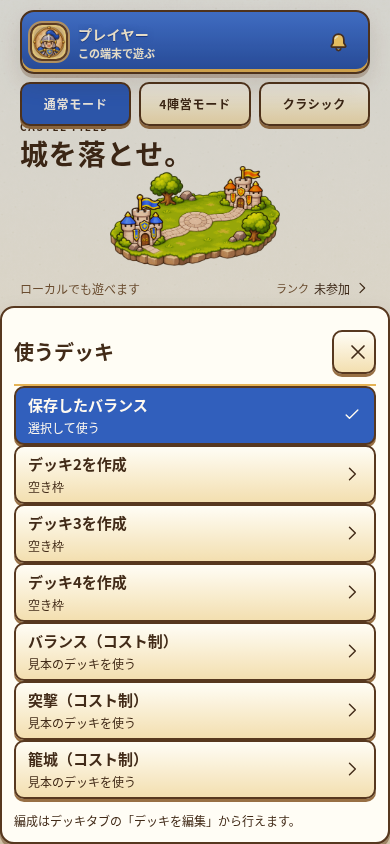 プレイヤー
この端末で遊ぶ
通常モード
4陣営モード
クラシック
CASTLE FIELD
城を落とせ。
ローカルでも遊べます
ランク 未参加
使うデッキ
保存したバランス
選択して使う
デッキ2を作成
空き枠
デッキ3を作成
空き枠
デッキ4を作成
空き枠
バランス（コスト制）
見本のデッキを使う
突撃（コスト制）
見本のデッキを使う
籠城（コスト制）
見本のデッキを使う
編成はデッキタブの「デッキを編集」から行えます。